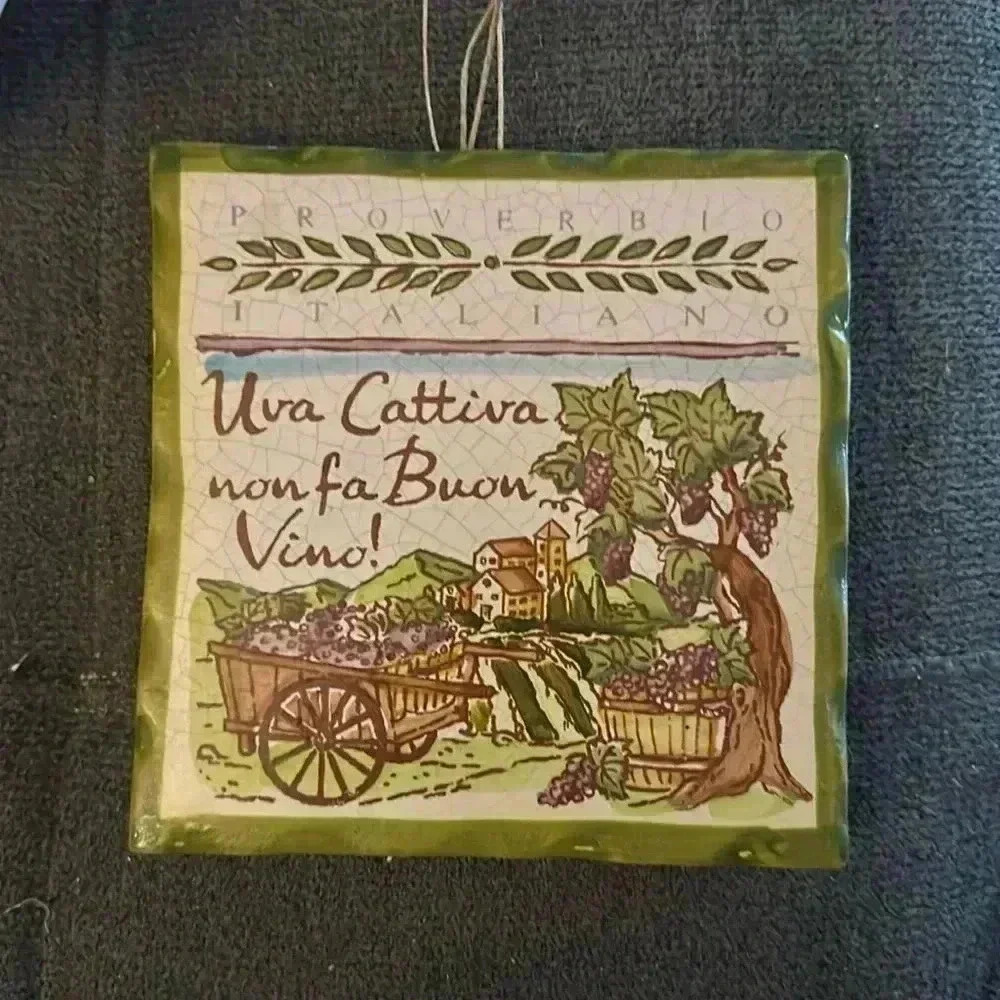 PROVERBIO
ITALIANO
Uva Cattiva
non fa Buon
Vino!